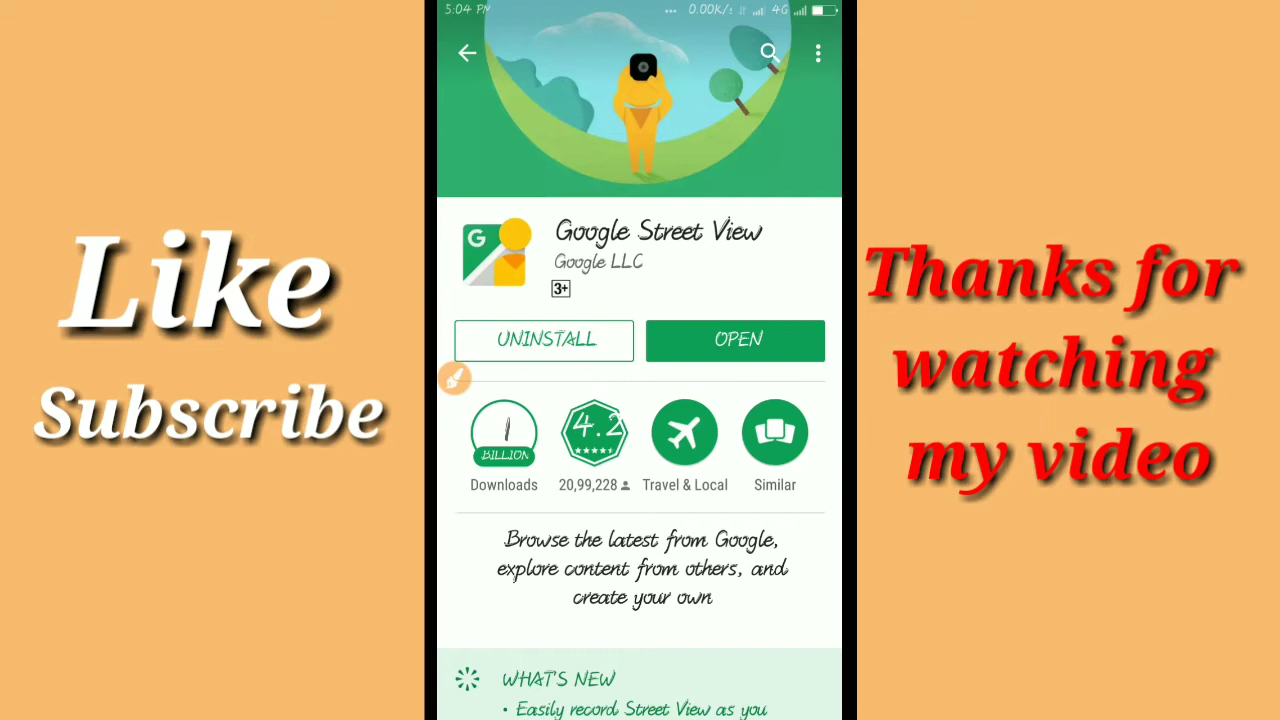 Like
Subscribe
5:04 PM
... 0.00K/s 4G
G
Google Street View
Google LLC
3+
UNINSTALL
OPEN
1
BILLION
Downloads
4.2
20,99,228
Travel & Local
Similar
Browse the latest from Google,
explore content from others, and
create your own
WHAT'S NEW
• Easily record Street View as you
Thanks for
watching
my video